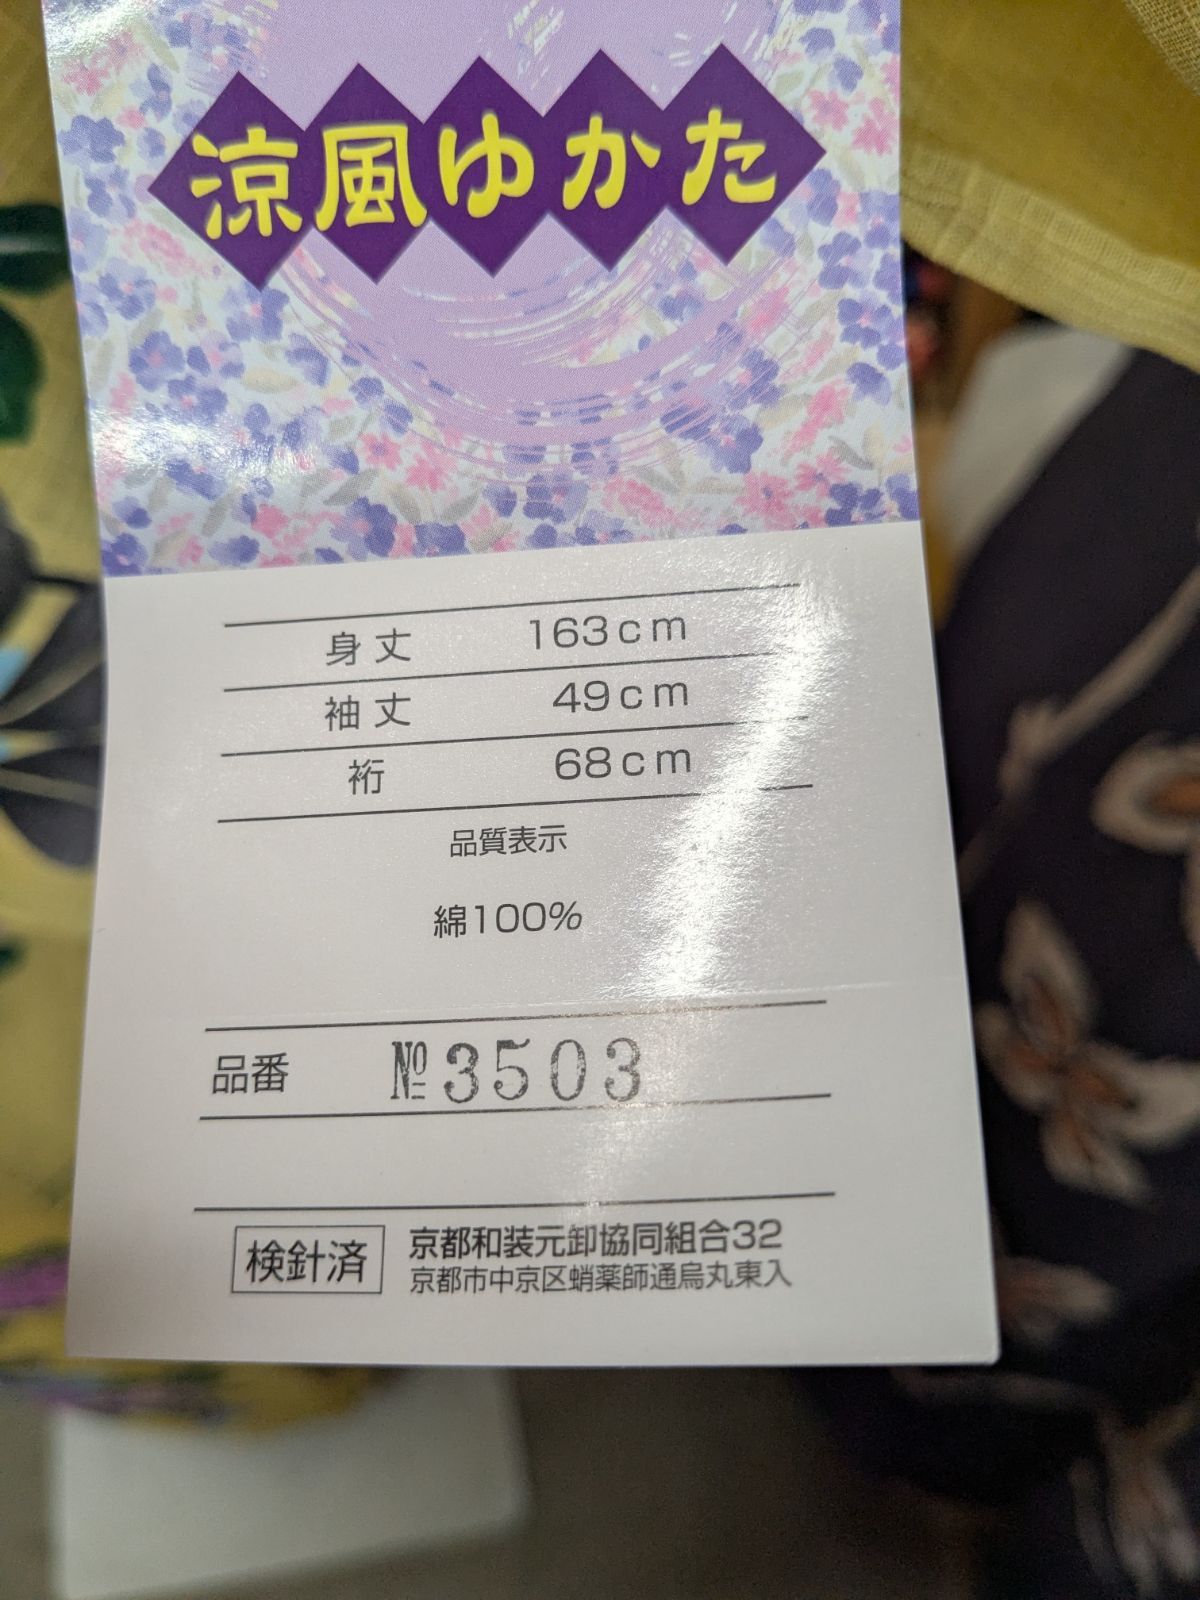 涼風ゆかた
身丈 163cm
袖丈 49cm
裄 68cm
品質表示
綿100%
品番 №3503
検針済 京都和装元卸協同組合32
京都市中京区蛸薬師通烏丸東入